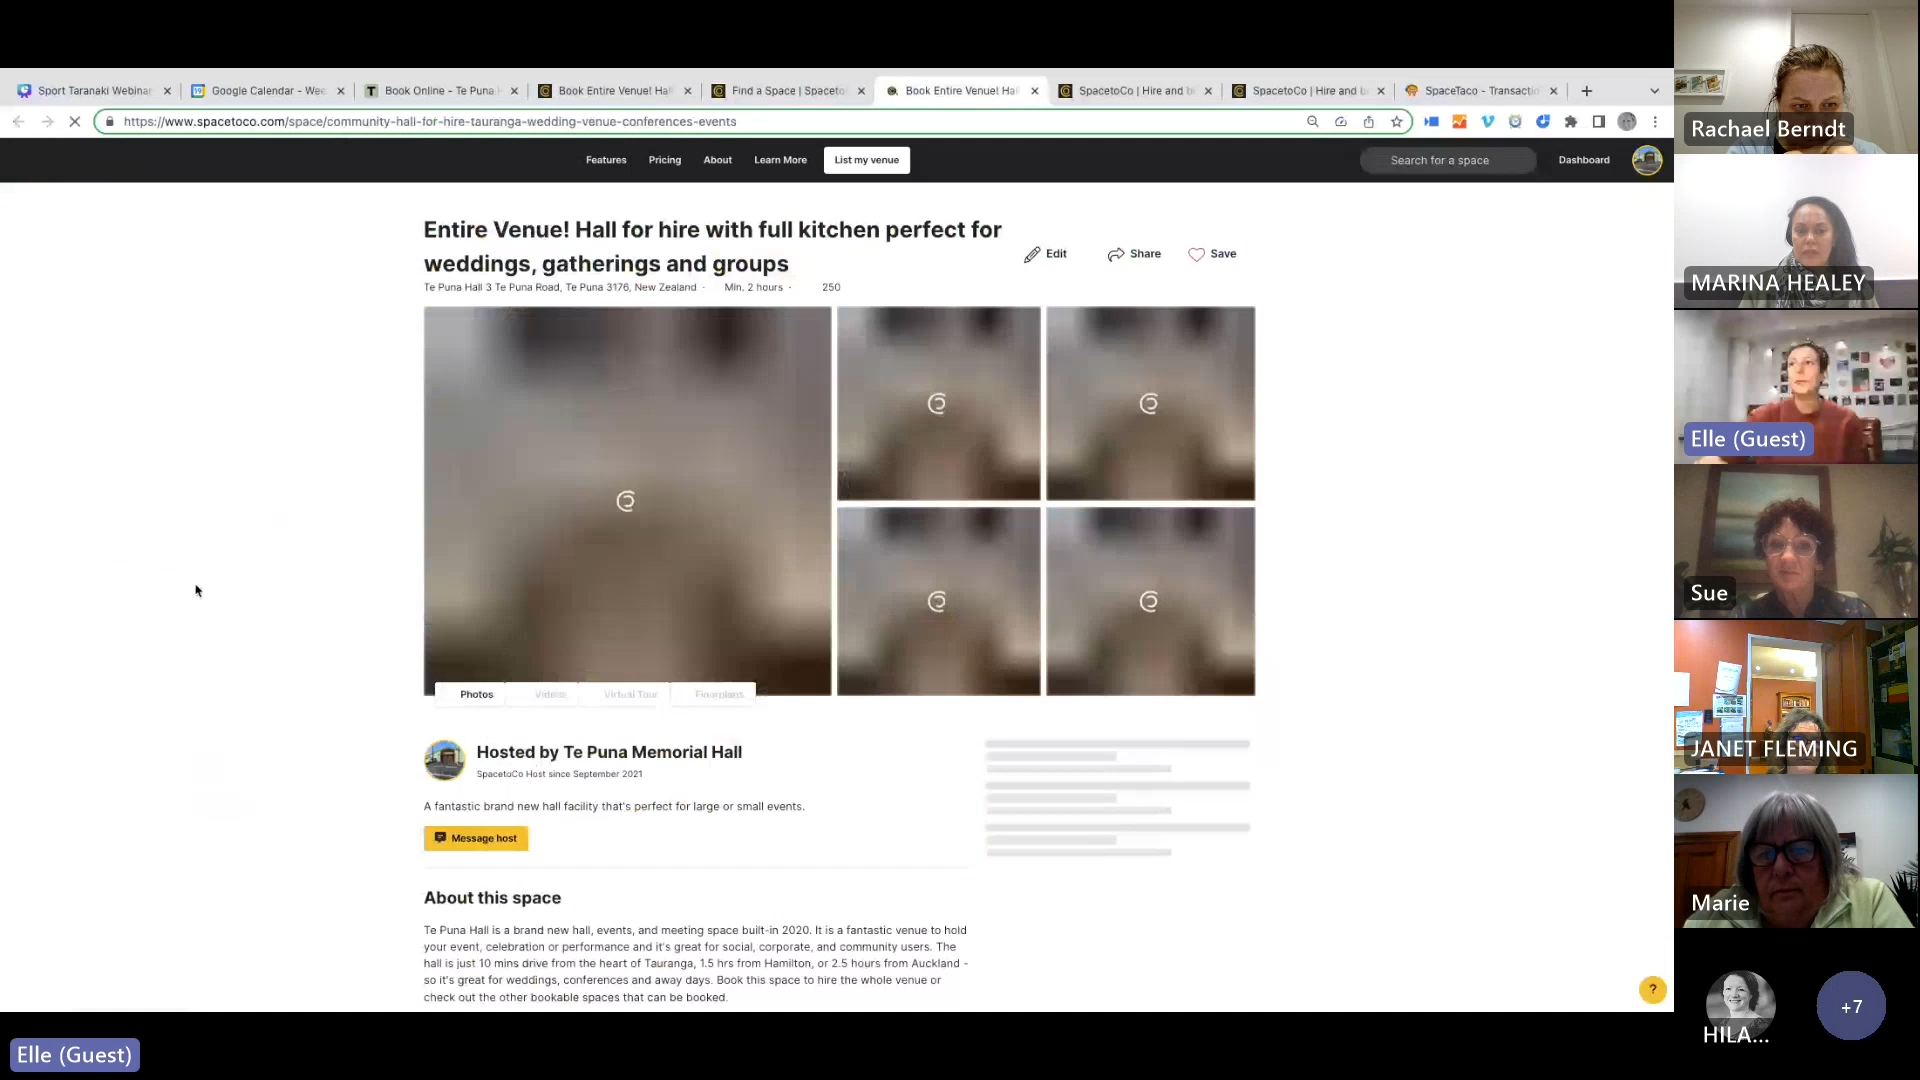 Sport Taranaki Webinar
Google Calendar - Wee
Book Online - Te Puna
Book Entire Venue! Hal
Find a Space | Spaceto
Book Entire Venue! Hal
SpacetoCo | Hire and b
SpacetoCo | Hire and b
SpaceTaco - Transactio
https://www.spacetoco.com/space/community-hall-for-hire-tauranga-wedding-venue-conferences-events
Features
Pricing
About
Learn More
List my venue
Search for a space
Dashboard
Entire Venue! Hall for hire with full kitchen perfect for
weddings, gatherings and groups
Edit
Share
Save
Te Puna Hall 3 Te Puna Road, Te Puna 3176, New Zealand · Min. 2 hours · 250
Photos
Videos
Virtual Tour
Floorplans
Hosted by Te Puna Memorial Hall
SpacetoCo Host since September 2021
A fantastic brand new hall facility that's perfect for large or small events.
Message host
About this space
Te Puna Hall is a brand new hall, events, and meeting space built-in 2020. It is a fantastic venue to hold
your event, celebration or performance and it's great for social, corporate, and community users. The
hall is just 10 mins drive from the heart of Tauranga, 1.5 hrs from Hamilton, or 2.5 hours from Auckland -
so it's great for weddings, conferences and away days. Book this space to hire the whole venue or
check out the other bookable spaces that can be booked.
?
Rachael Berndt
MARINA HEALEY
Elle (Guest)
Sue
JANET FLEMING
Marie
HILA...
+7
Elle (Guest)